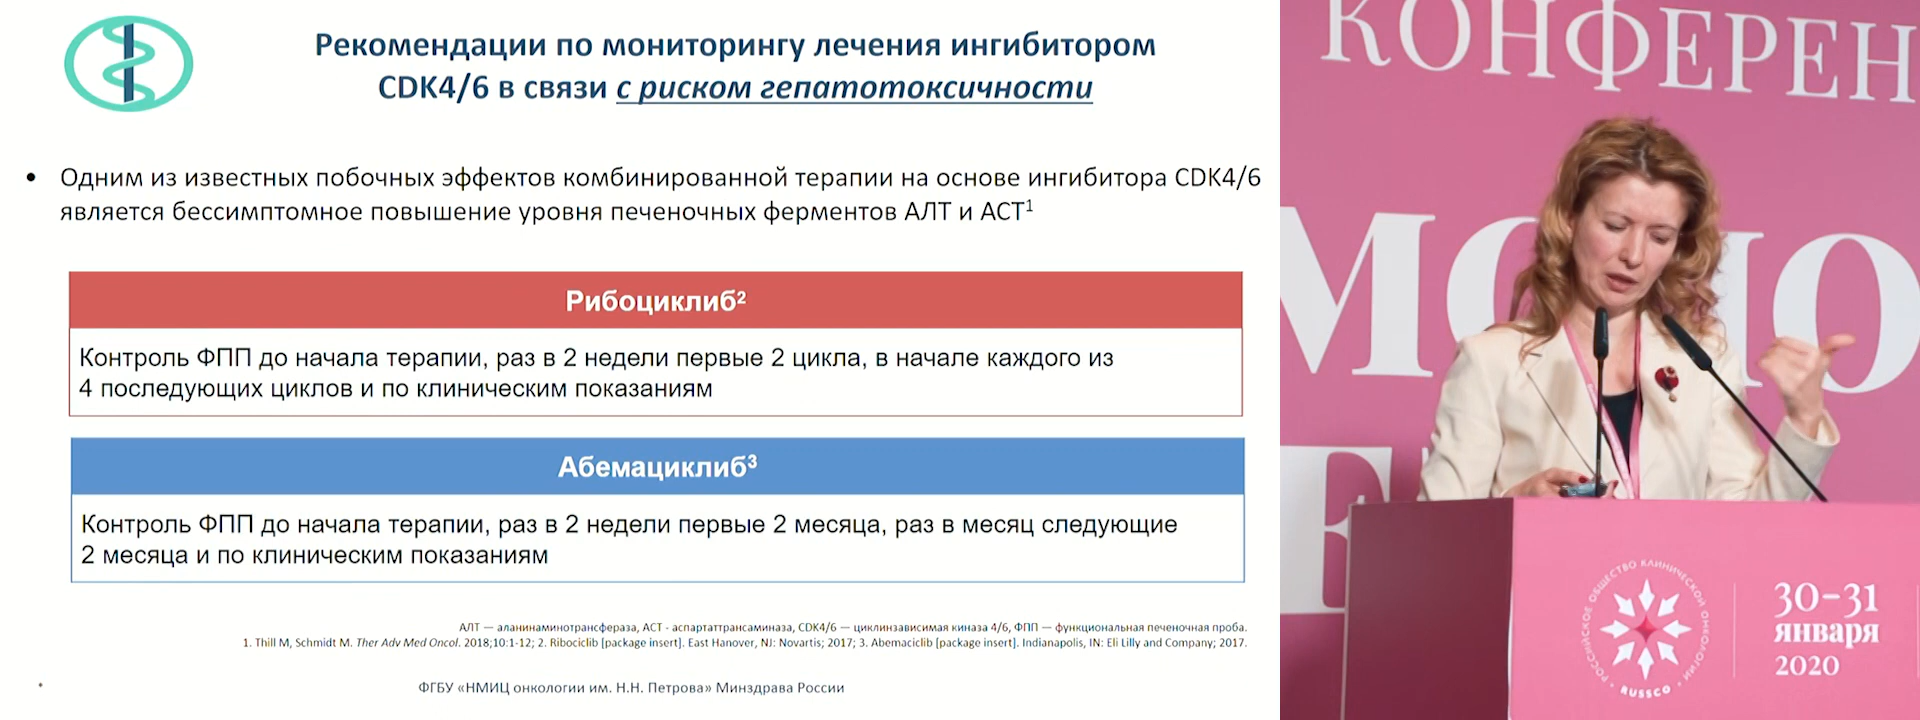 Рекомендации по мониторингу лечения ингибитором
CDK4/6 в связи с риском гепатотоксичности
• Одним из известных побочных эффектов комбинированной терапии на основе ингибитора CDK4/6
является бессимптомное повышение уровня печеночных ферментов АЛТ и АСТ¹
Рибоциклиб²
Контроль ФПП до начала терапии, раз в 2 недели первые 2 цикла, в начале каждого из
4 последующих циклов и по клиническим показаниям
Абемациклиб³
Контроль ФПП до начала терапии, раз в 2 недели первые 2 месяца, раз в месяц следующие
2 месяца и по клиническим показаниям
АЛТ — аланинаминотрансфераза, АСТ - аспартаттрансаминаза, CDK4/6 — циклинзависимая киназа 4/6, ФПП — функциональная печеночная проба.
1. Thill M, Schmidt M. Ther Adv Med Oncol. 2018;10:1-12; 2. Ribociclib [package insert]. East Hanover, NJ: Novartis; 2017; 3. Abemaciclib [package insert]. Indianapolis, IN: Eli Lilly and Company; 2017.
ФГБУ «НМИЦ онкологии им. Н.Н. Петрова» Минздрава России
КОНФЕРЕН
РОССИЙСКОЕ ОБЩЕСТВО КЛИНИЧЕСКОЙ ОНКОЛОГИИ
RUSSCO
30-31
января
2020